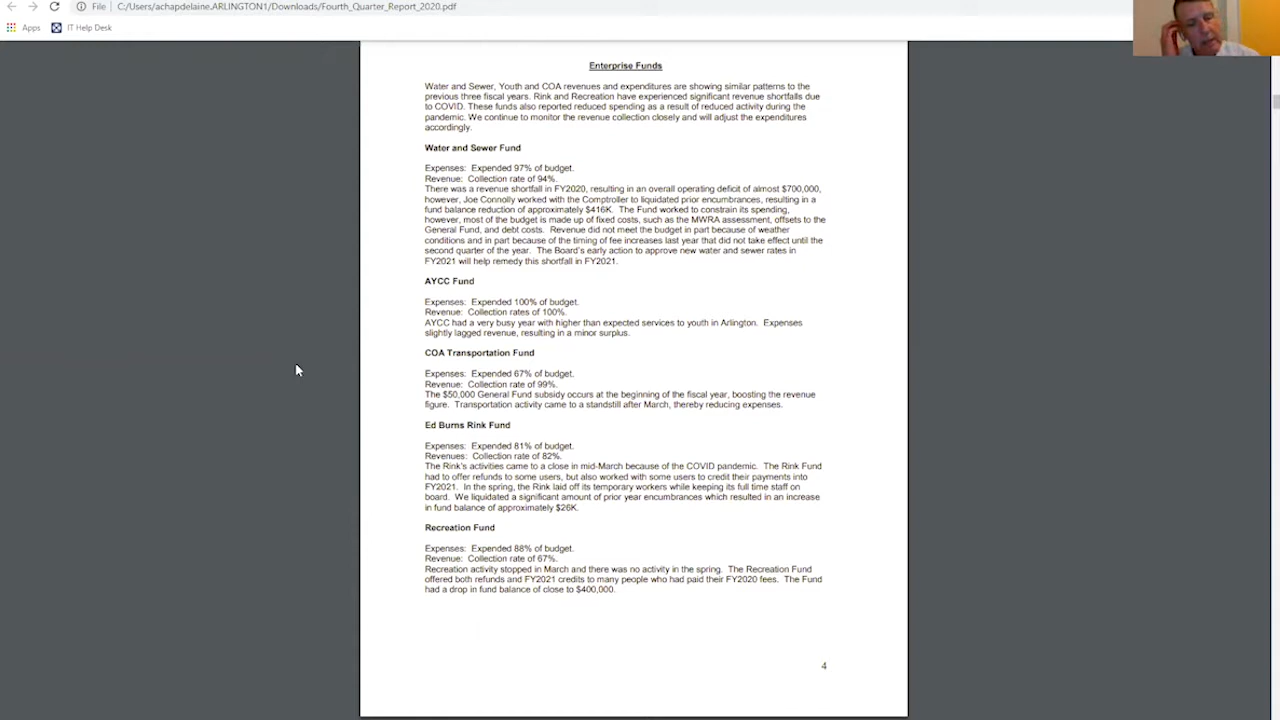 File
C:/Users/achapdelaine.ARLINGTON1/Downloads/Fourth_Quarter_Report_2020.pdf
Apps
IT Help Desk
Enterprise Funds
Water and Sewer, Youth and COA revenues and expenditures are showing similar patterns to the
previous three fiscal years. Rink and Recreation have experienced significant revenue shortfalls due
to COVID. These funds also reported reduced spending as a result of reduced activity during the
pandemic. We continue to monitor the revenue collection closely and will adjust the expenditures
accordingly.
Water and Sewer Fund
Expenses: Expended 97% of budget.
Revenue: Collection rate of 94%.
There was a revenue shortfall in FY2020, resulting in an overall operating deficit of almost $700,000,
however, Joe Connolly worked with the Comptroller to liquidated prior encumbrances, resulting in a
fund balance reduction of approximately $416K. The Fund worked to constrain its spending,
however, most of the budget is made up of fixed costs, such as the MWRA assessment, offsets to the
General Fund, and debt costs. Revenue did not meet the budget in part because of weather
conditions and in part because of the timing of fee increases last year that did not take effect until the
second quarter of the year. The Board's early action to approve new water and sewer rates in
FY2021 will help remedy this shortfall in FY2021.
AYCC Fund
Expenses: Expended 100% of budget.
Revenue: Collection rates of 100%.
AYCC had a very busy year with higher than expected services to youth in Arlington. Expenses
slightly lagged revenue, resulting in a minor surplus.
COA Transportation Fund
Expenses: Expended 67% of budget.
Revenue: Collection rate of 99%.
The $50,000 General Fund subsidy occurs at the beginning of the fiscal year, boosting the revenue
figure. Transportation activity came to a standstill after March, thereby reducing expenses.
Ed Burns Rink Fund
Expenses: Expended 81% of budget.
Revenues: Collection rate of 82%.
The Rink's activities came to a close in mid-March because of the COVID pandemic. The Rink Fund
had to offer refunds to some users, but also worked with some users to credit their payments into
FY2021. In the spring, the Rink laid off its temporary workers while keeping its full time staff on
board. We liquidated a significant amount of prior year encumbrances which resulted in an increase
in fund balance of approximately $26K.
Recreation Fund
Expenses: Expended 88% of budget.
Revenue: Collection rate of 67%.
Recreation activity stopped in March and there was no activity in the spring. The Recreation Fund
offered both refunds and FY2021 credits to many people who had paid their FY2020 fees. The Fund
had a drop in fund balance of close to $400,000.
4